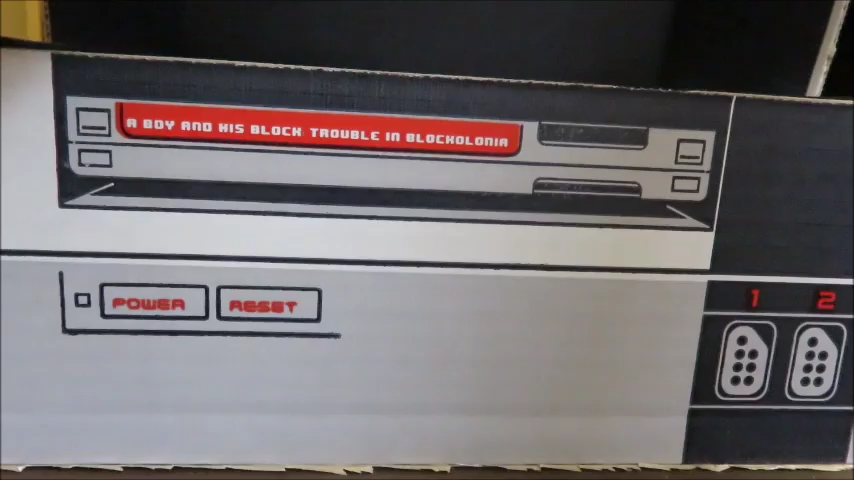 A BOY AND HIS BLOCK TROUBLE IN BLOCKOLONIA
POWER RESET
1 2